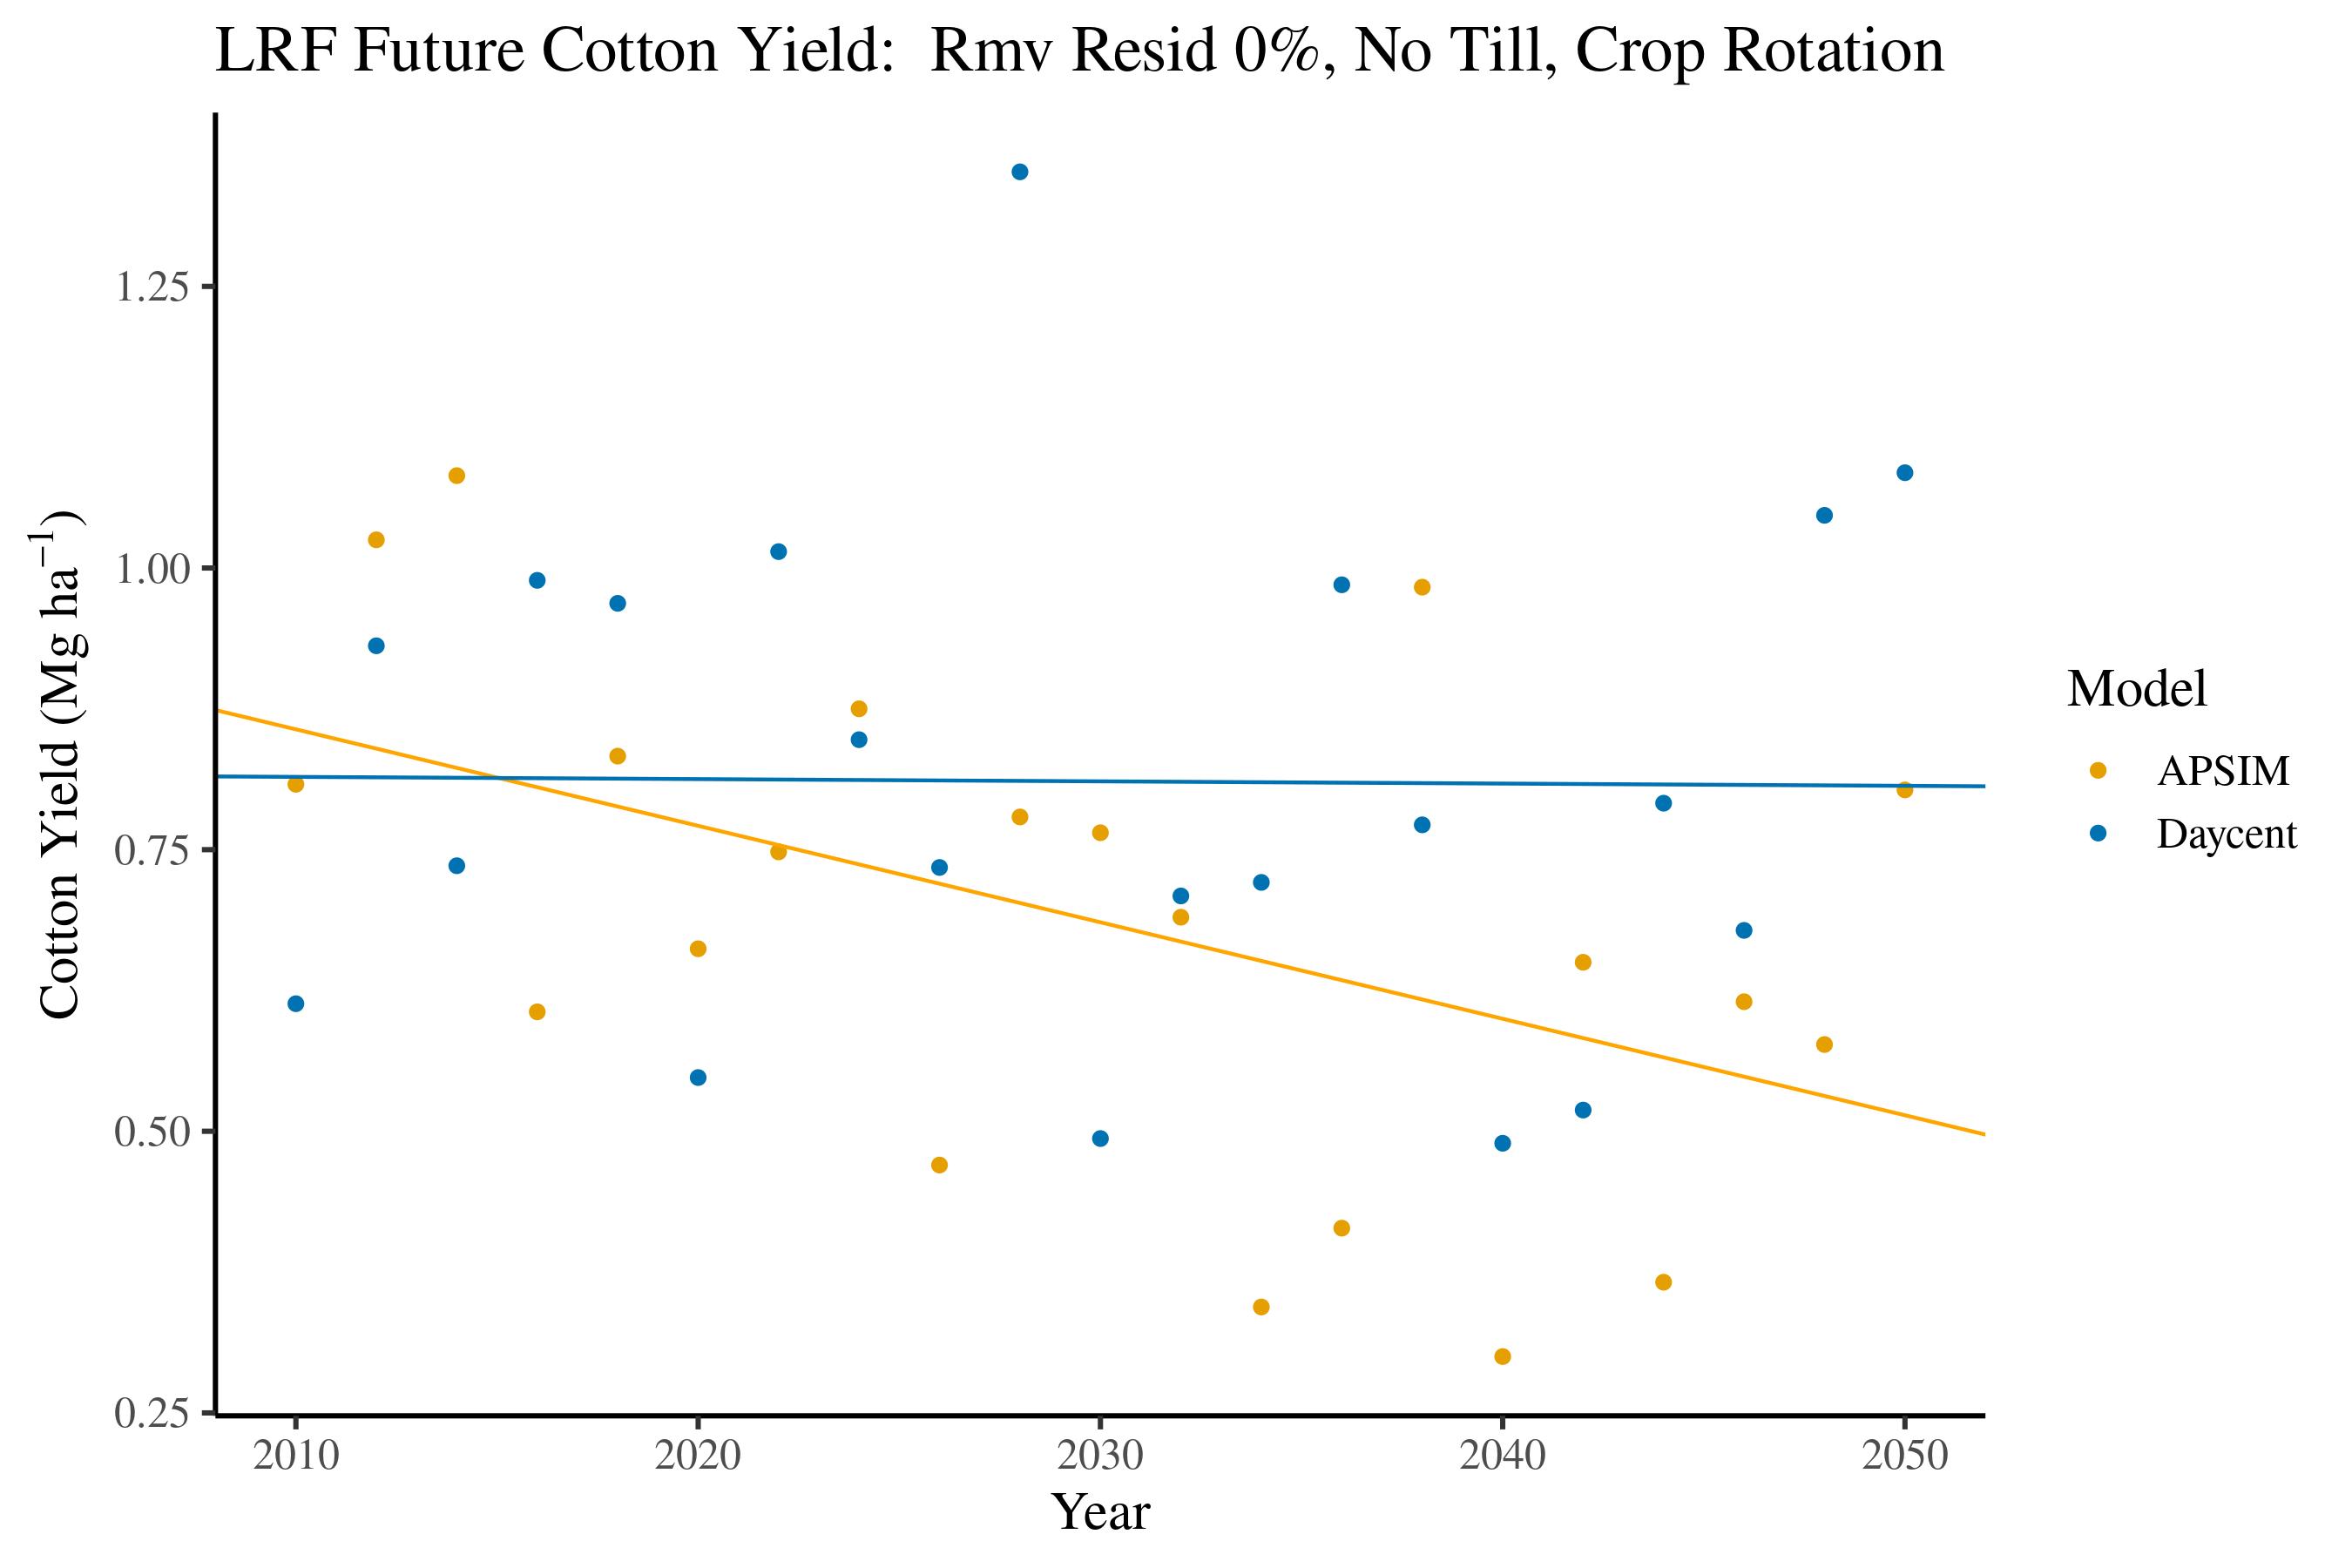 LRF Future Cotton Yield:  Rmv Resid 0%, No Till, Crop Rotation
Cotton Yield (Mg ha⁻¹)
1.25
1.00
0.75
0.50
0.25
2010 2020 2030 2040 2050
Year
Model
APSIM
Daycent